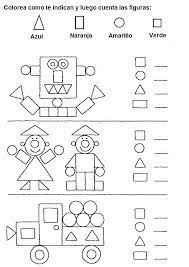 Colorea como te indican y luego cuenta las figuras:
Azul Naranja Amarillo Verde